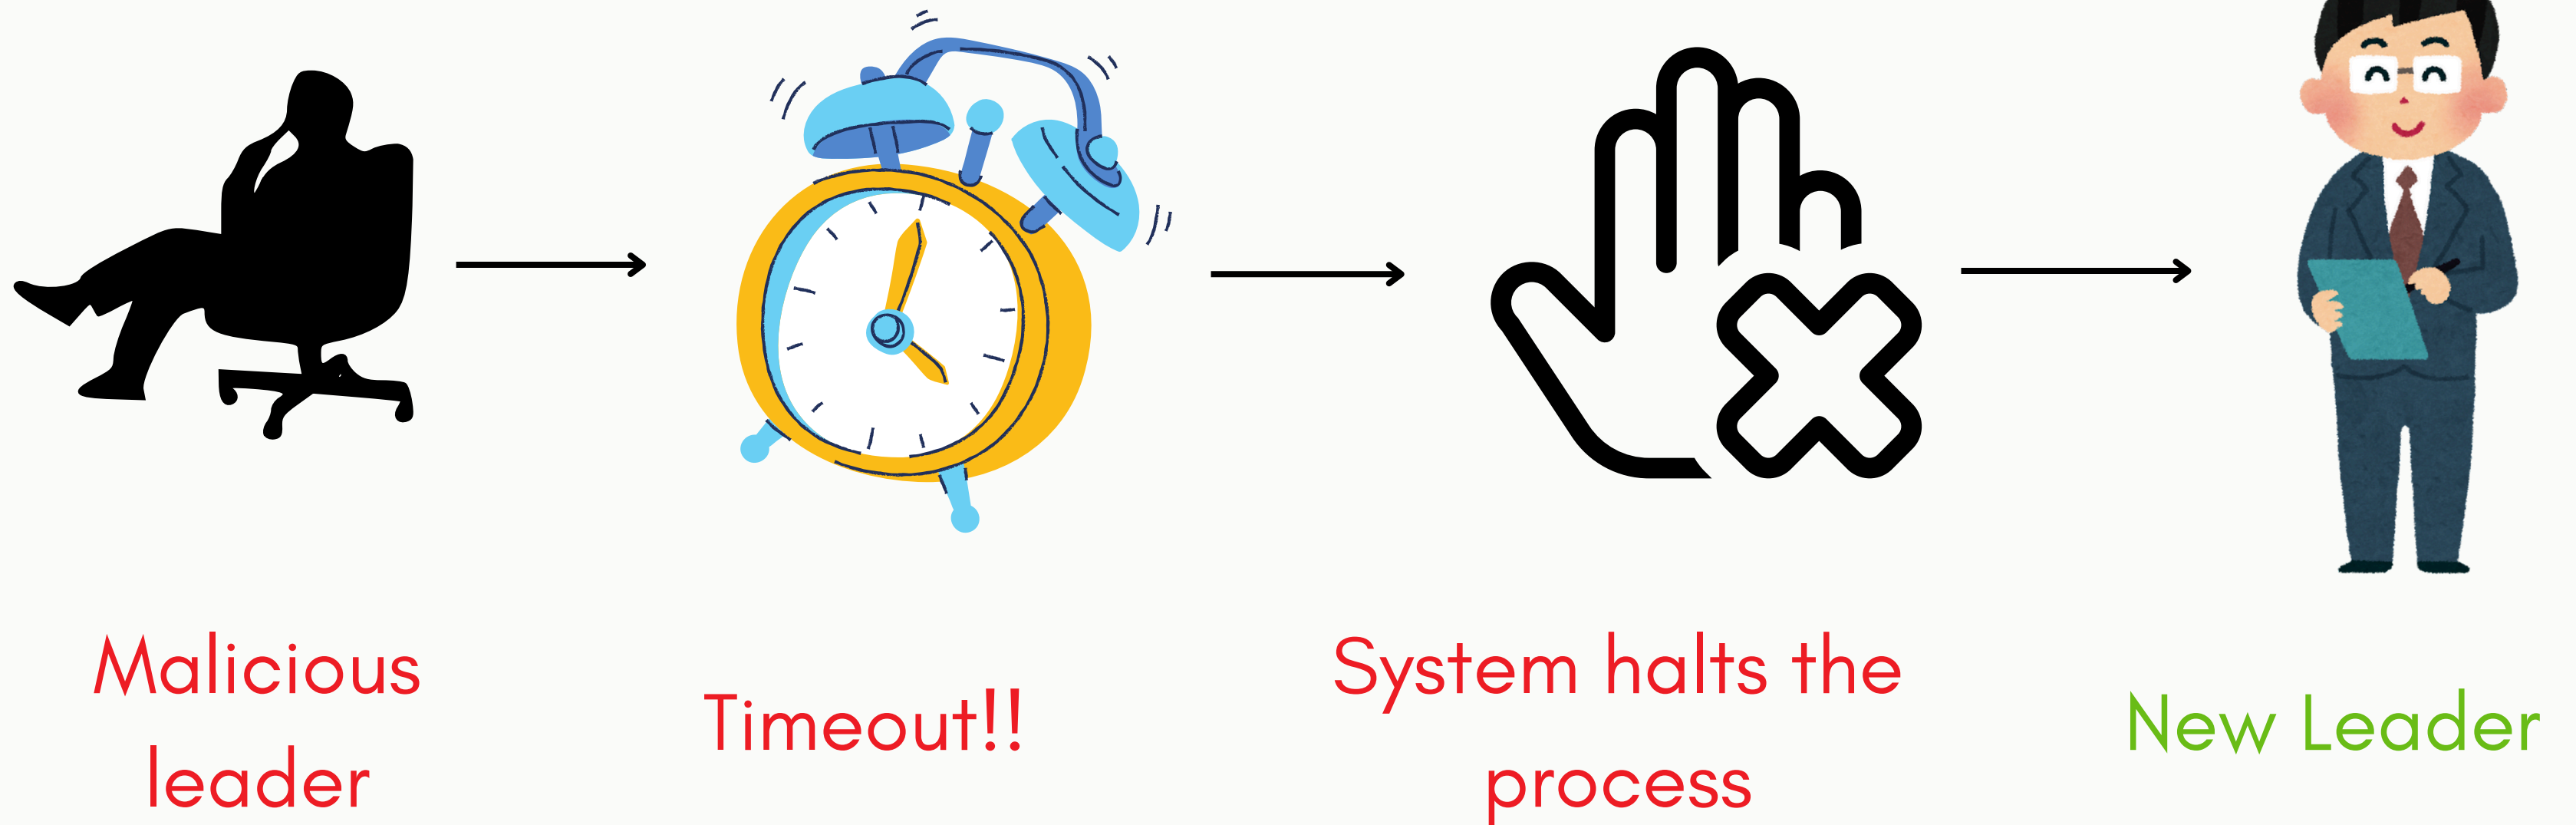 Malicious
leader
Timeout!!
System halts the
process
New Leader